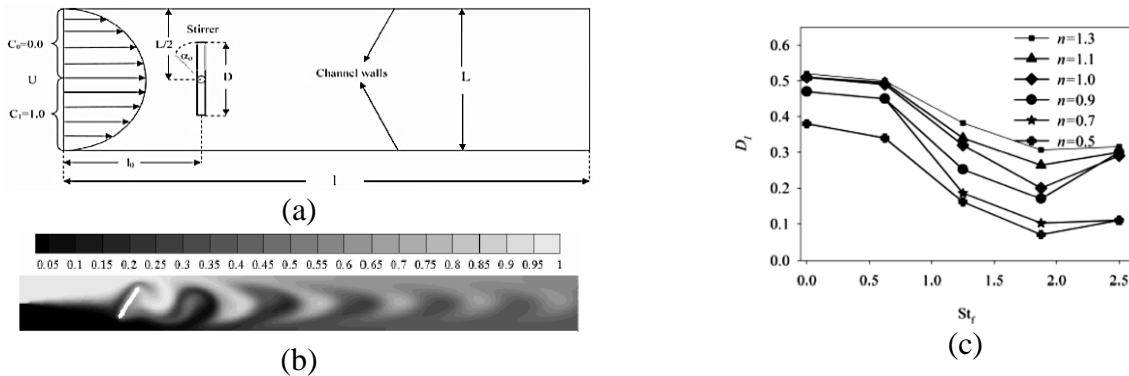 Stirrer
C₀=0.0
L/2
α₀
U
D
Channel walls
L
C₁=1.0
l₀
l
(a)
0.05 0.1 0.15 0.2 0.25 0.3 0.35 0.4 0.45 0.5 0.55 0.6 0.65 0.7 0.75 0.8 0.85 0.9 0.95 1
(b)
n=1.3
n=1.1
n=1.0
n=0.9
n=0.7
n=0.5
0.6
0.5
0.4
0.3
0.2
0.1
0.0
D_I
0.0 0.5 1.0 1.5 2.0 2.5
St_f
(c)